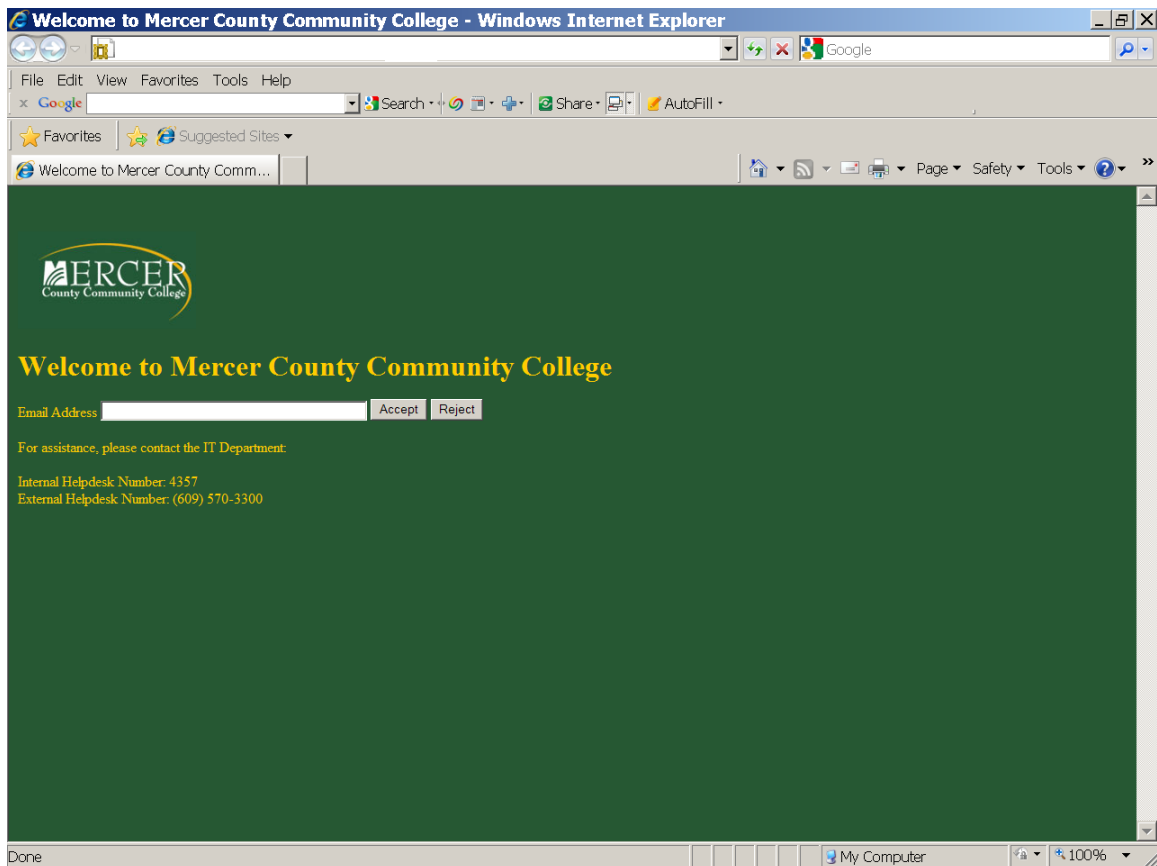 Welcome to Mercer County Community College - Windows Internet Explorer
Google
File Edit View Favorites Tools Help
x Google Search Share AutoFill
Favorites Suggested Sites
Welcome to Mercer County Comm... Page Safety Tools »
MERCER
County Community College
Welcome to Mercer County Community College
Email Address Accept Reject
For assistance, please contact the IT Department:
Internal Helpdesk Number: 4357
External Helpdesk Number: (609) 570-3300
Done My Computer 100%